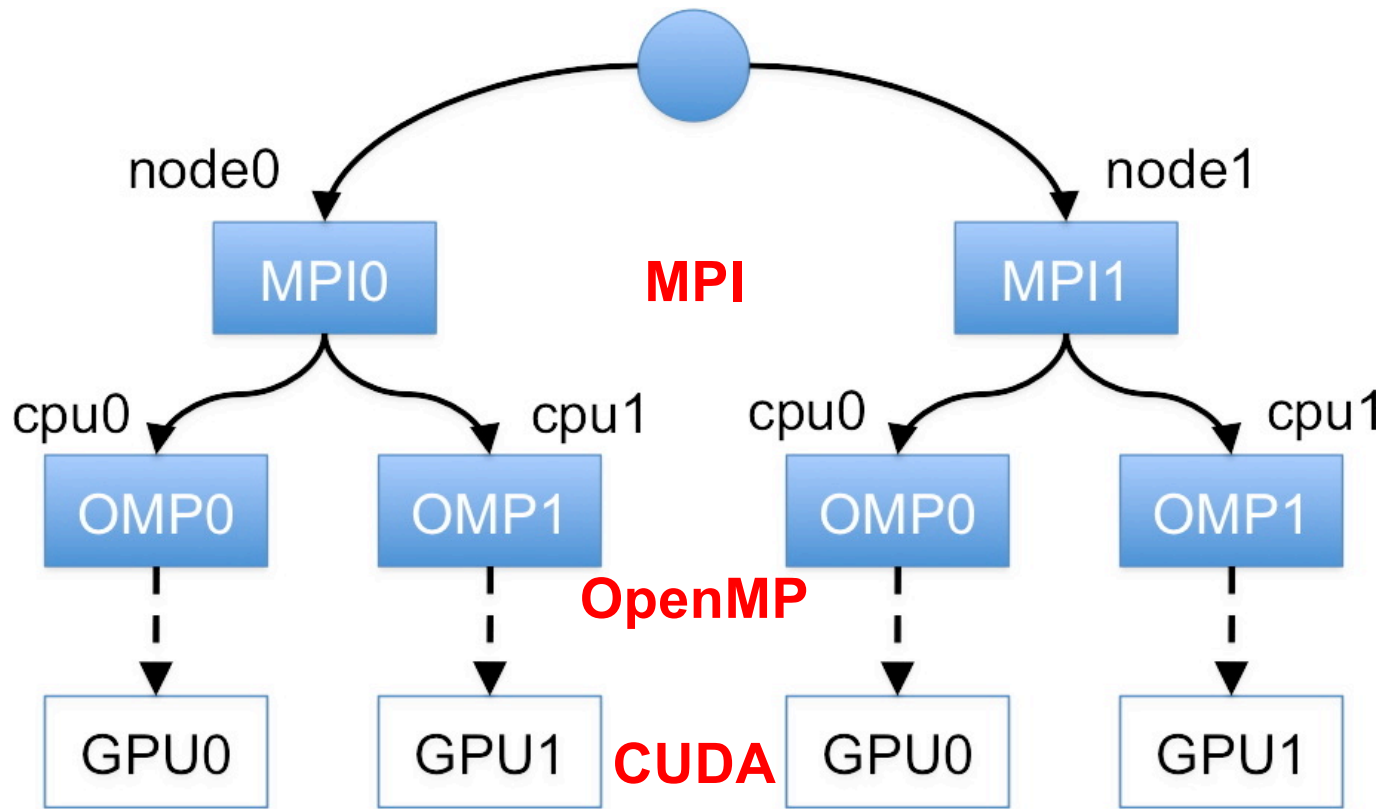 node0
node1
MPI0
MPI
MPI1
cpu0
cpu1
cpu0
cpu1
OMP0
OMP1
OMP0
OMP1
OpenMP
GPU0
GPU1
CUDA
GPU0
GPU1